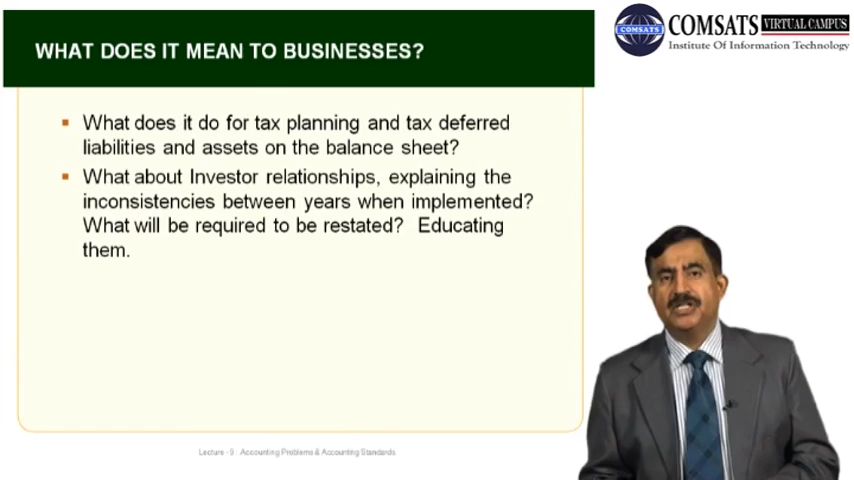 WHAT DOES IT MEAN TO BUSINESSES?
COMSATS
COMSATS VIRTUAL CAMPUS
Institute Of Information Technology
▪ What does it do for tax planning and tax deferred
liabilities and assets on the balance sheet?
▪ What about Investor relationships, explaining the
inconsistencies between years when implemented?
What will be required to be restated? Educating
them.
Lecture - 9 : Accounting Problems & Accounting Standards.